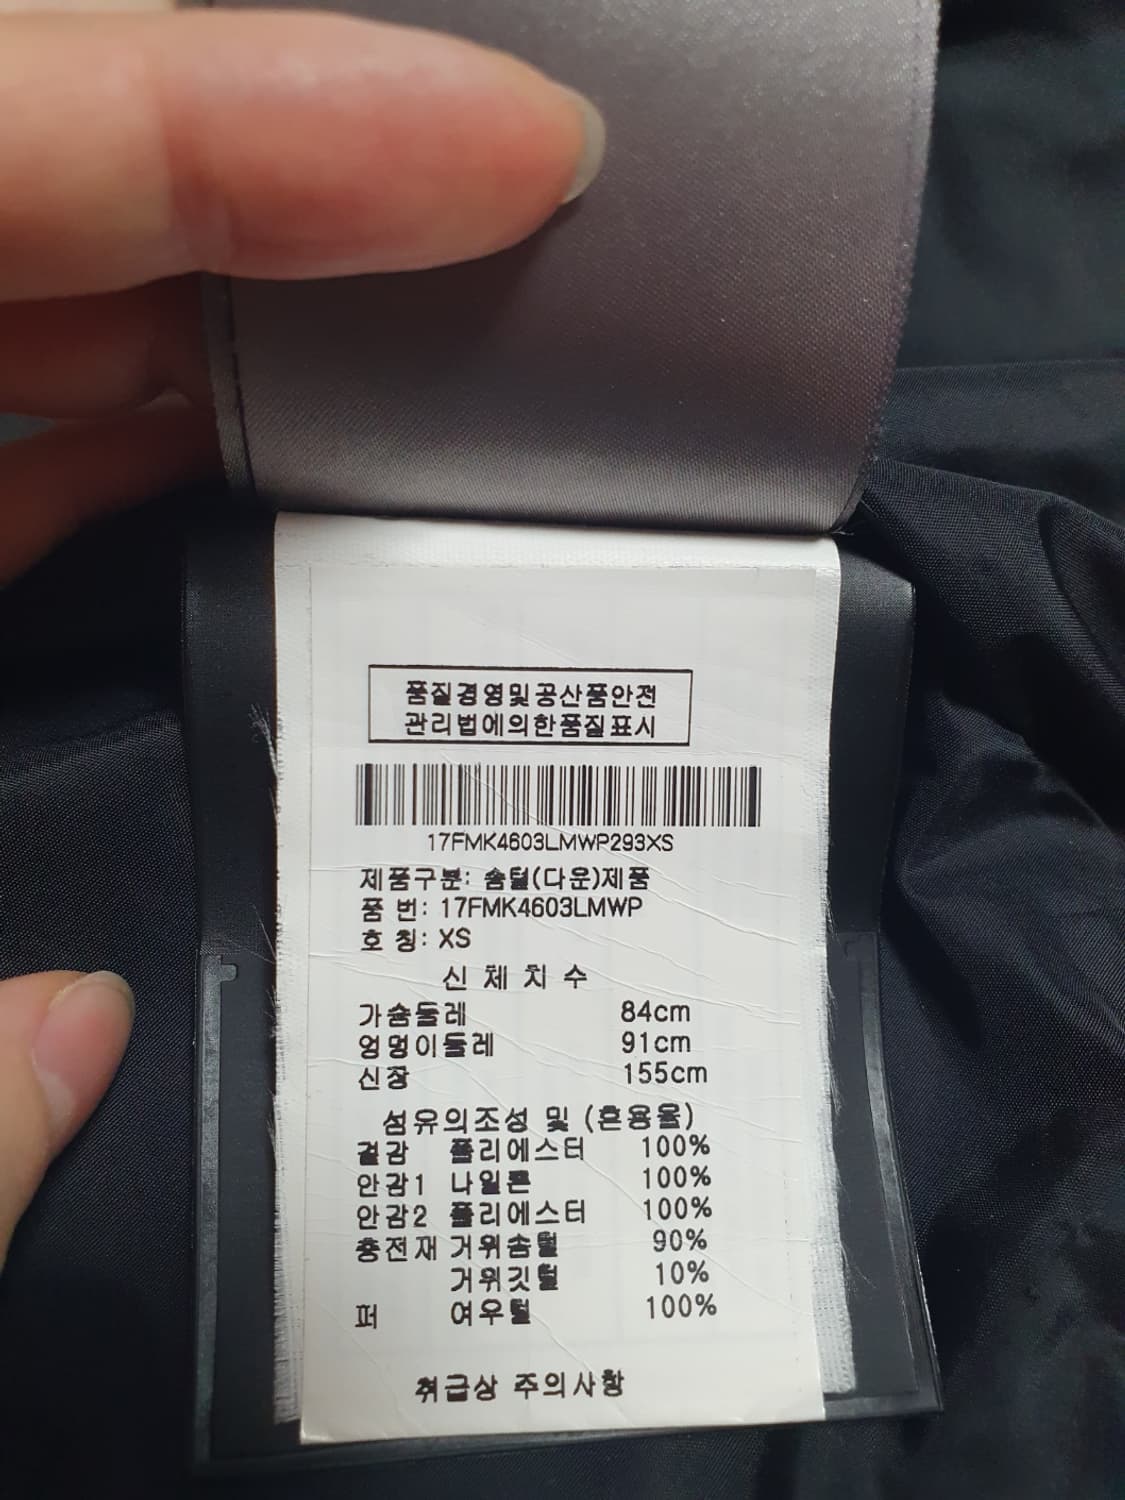 품질경영및공산품안전
관리법에의한품질표시
17FMK4603LMWP293XS
제품구분: 솜털(다운)제품
품 번: 17FMK4603LMWP
호 칭: XS
신 체 치 수
가슴둘레 84cm
엉덩이둘레 91cm
신장 155cm
섬유의조성 및 (혼용율)
겉감 폴리에스터 100%
안감1 나일론 100%
안감2 폴리에스터 100%
충전재 거위솜털 90%
거위깃털 10%
퍼 여우털 100%
취급상 주의사항